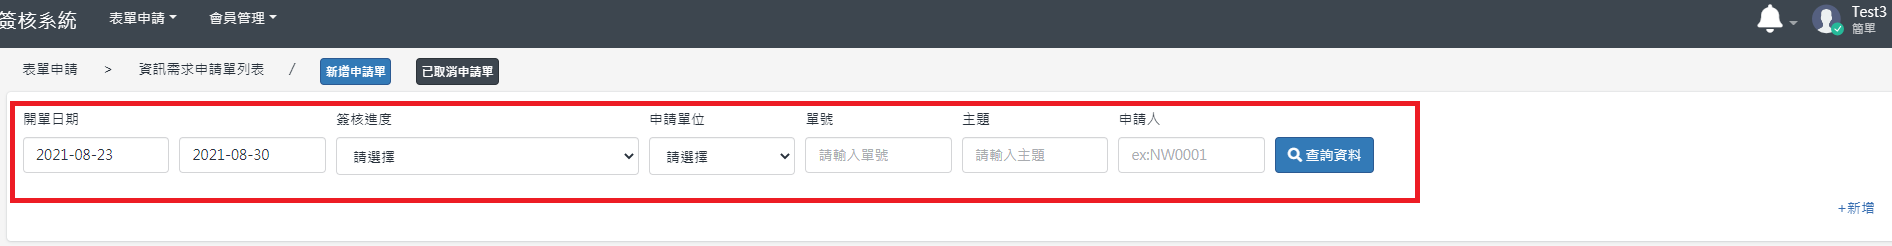 簽核系統 表單申請 會員管理 Test3
簡單
表單申請 > 資訊需求申請單列表 / 新增申請單 已取消申請單
開單日期 簽核進度 申請單位 單號 主題 申請人
2021-08-23 2021-08-30 請選擇 請選擇 請輸入單號 請輸入主題 ex:NW0001 查詢資料
+新增